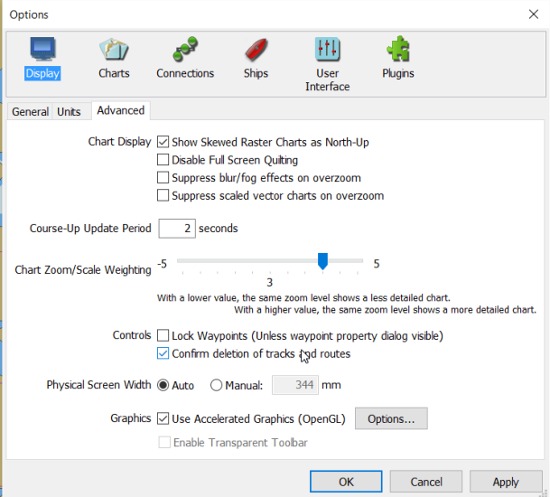 Options
Display Charts Connections Ships User Interface Plugins
General Units Advanced
Chart Display Show Skewed Raster Charts as North-Up
Disable Full Screen Quilting
Suppress blur/fog effects on overzoom
Suppress scaled vector charts on overzoom
Course-Up Update Period 2 seconds
Chart Zoom/Scale Weighting -5 5
3
With a lower value, the same zoom level shows a less detailed chart.
With a higher value, the same zoom level shows a more detailed chart.
Controls Lock Waypoints (Unless waypoint property dialog visible)
Confirm deletion of tracks and routes
Physical Screen Width Auto Manual: 344 mm
Graphics Use Accelerated Graphics (OpenGL) Options...
Enable Transparent Toolbar
OK Cancel Apply